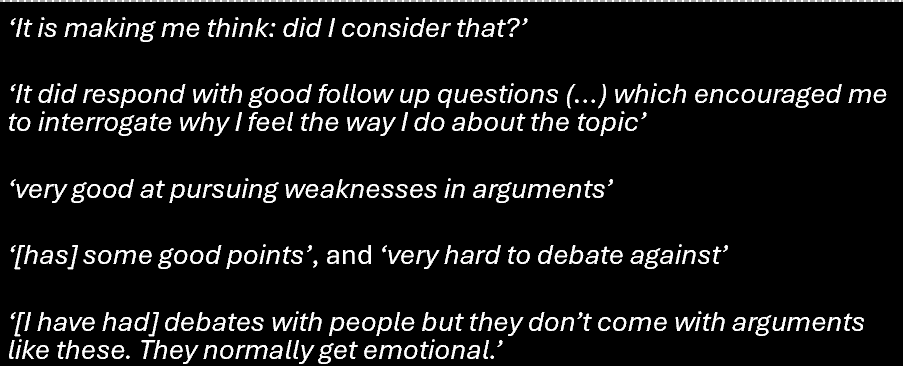 ‘It is making me think: did I consider that?’
‘It did respond with good follow up questions (...) which encouraged me
to interrogate why I feel the way I do about the topic’
‘very good at pursuing weaknesses in arguments’
‘[has] some good points’, and ‘very hard to debate against’
‘[I have had] debates with people but they don’t come with arguments
like these. They normally get emotional.’